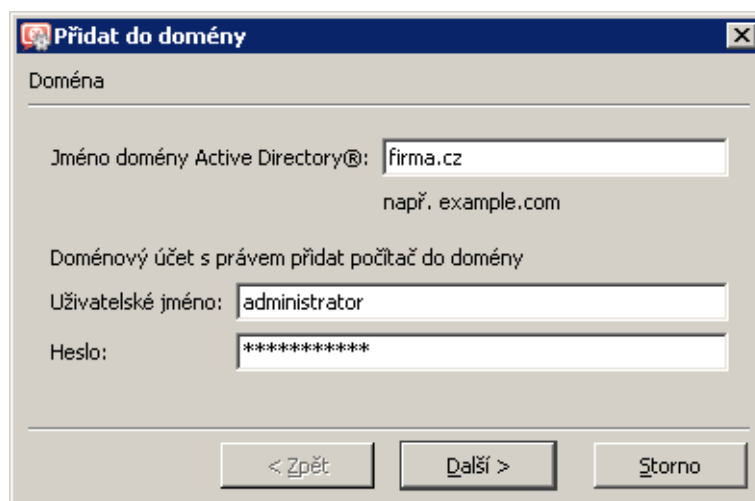 Přidat do domény
Doména
Jméno domény Active Directory®: firma.cz
např. example.com
Doménový účet s právem přidat počítač do domény
Uživatelské jméno: administrator
Heslo: ***********
< Zpět Další > Storno